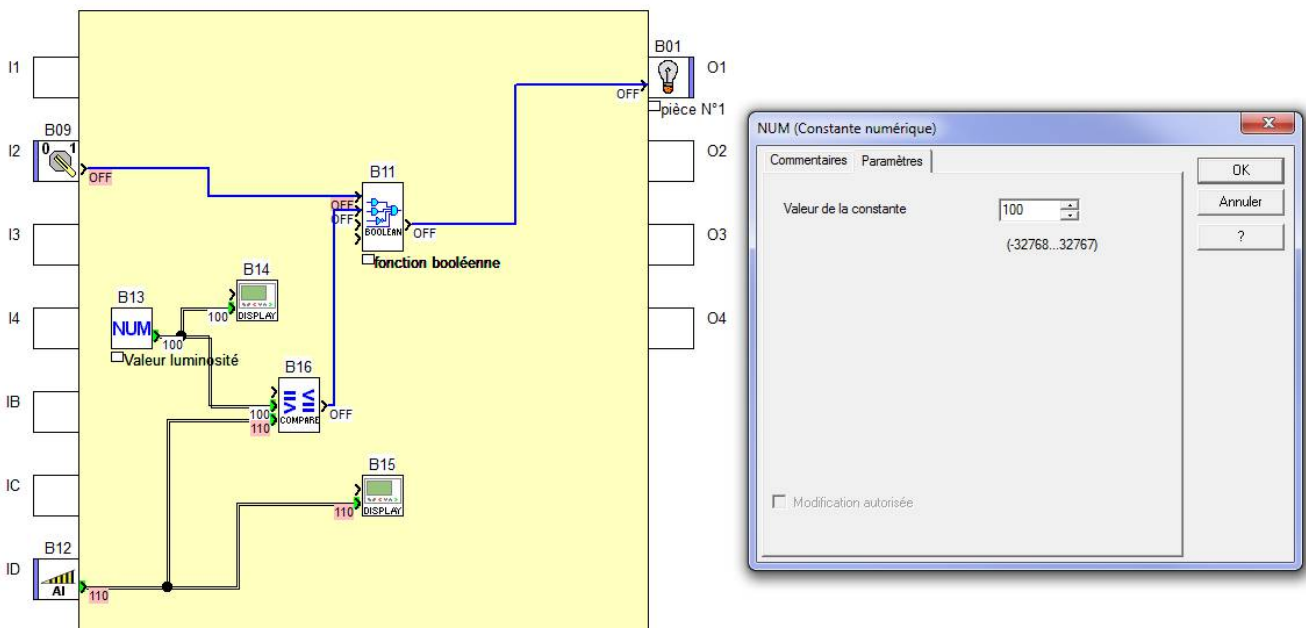 B01
I1
O1
OFF
pièce N°1
B09
I2
0 1
OFF
O2
B11
OFF
OFF
BOOLEAN
OFF
fonction booléenne
I3
O3
B14
B13
100
DISPLAY
I4
NUM
100
O4
Valeur luminosité
B16
IB
100
110
COMPARE
OFF
B15
IC
110
DISPLAY
B12
ID
AI
110
NUM (Constante numérique)
Commentaires
Paramètres
OK
Valeur de la constante
100
Annuler
(-32768...32767)
?
Modification autorisée